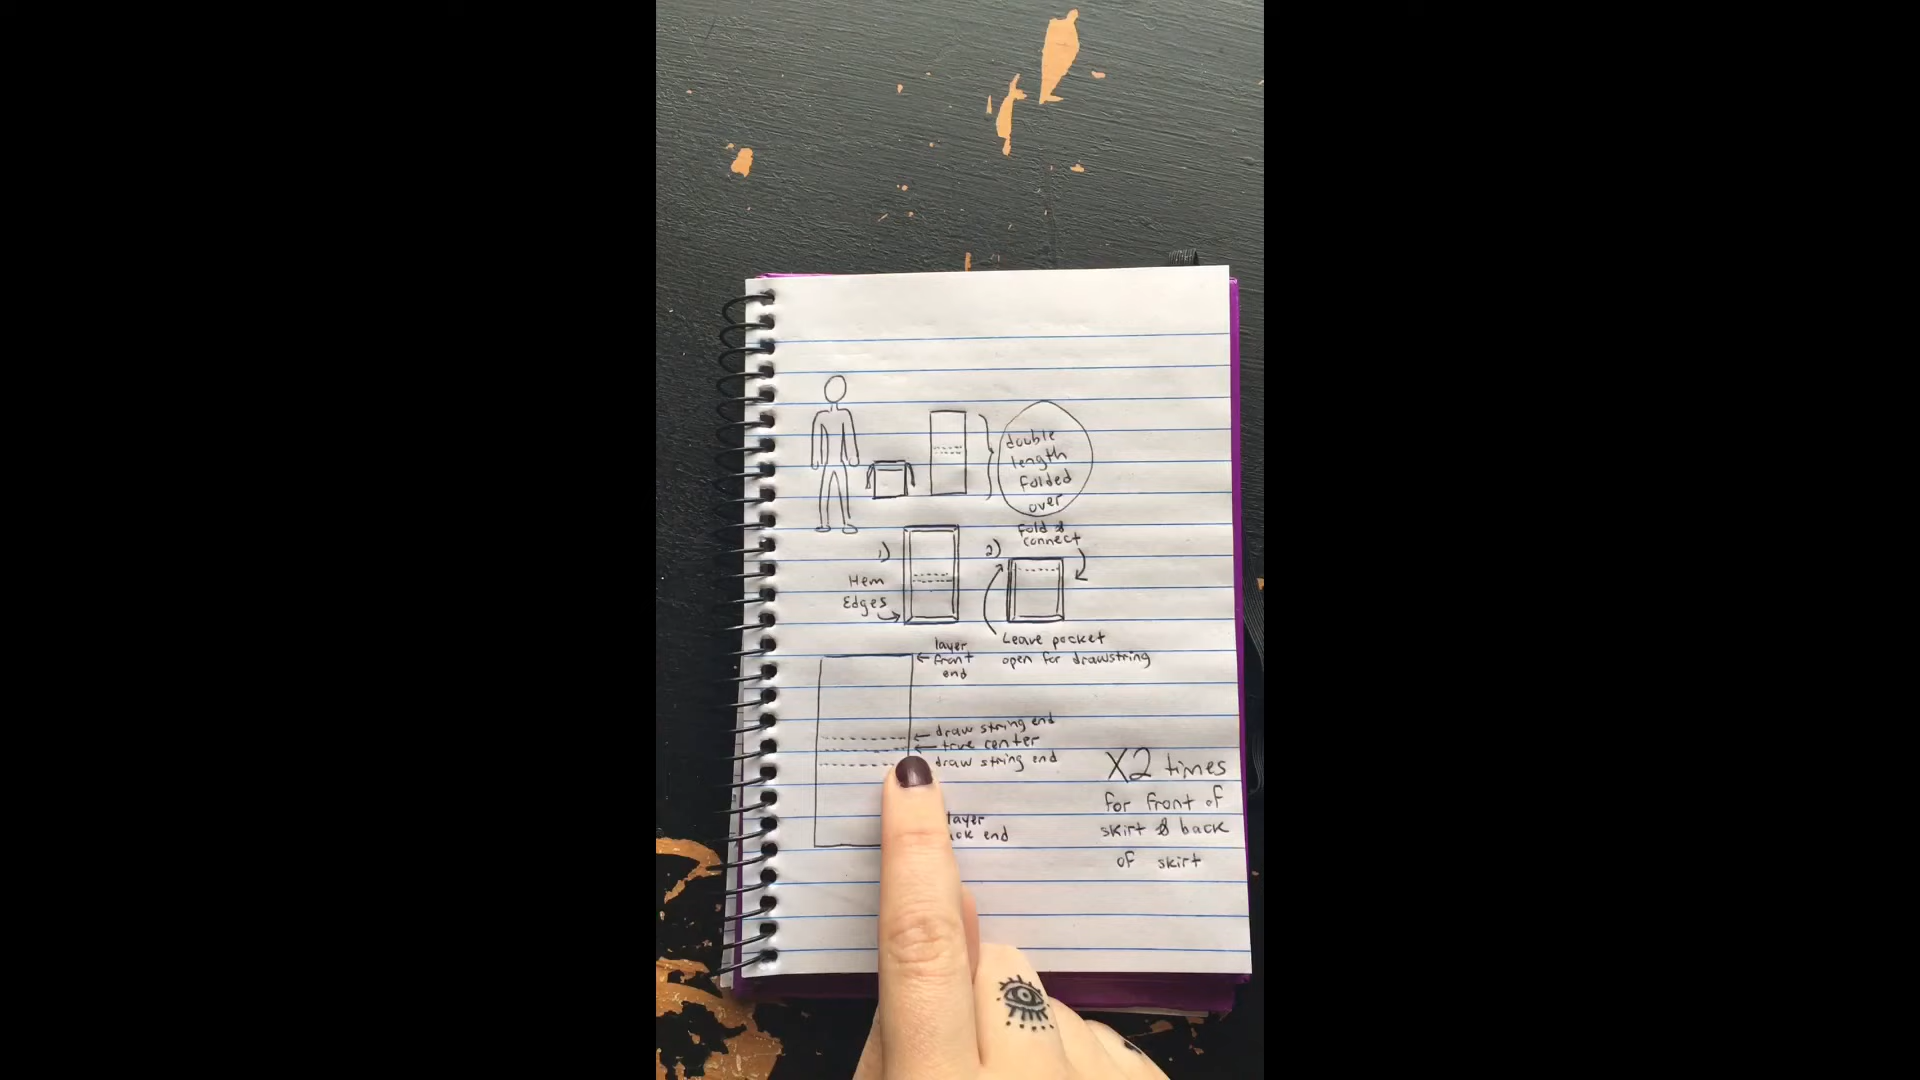 double
length
folded
over
1)
Hem
Edges
2)
Fold &
connect
Leave pocket
open for drawstring
layer
front
end
draw string end
true center
draw string end
layer
end
X2 times
for front of
skirt & back
of skirt